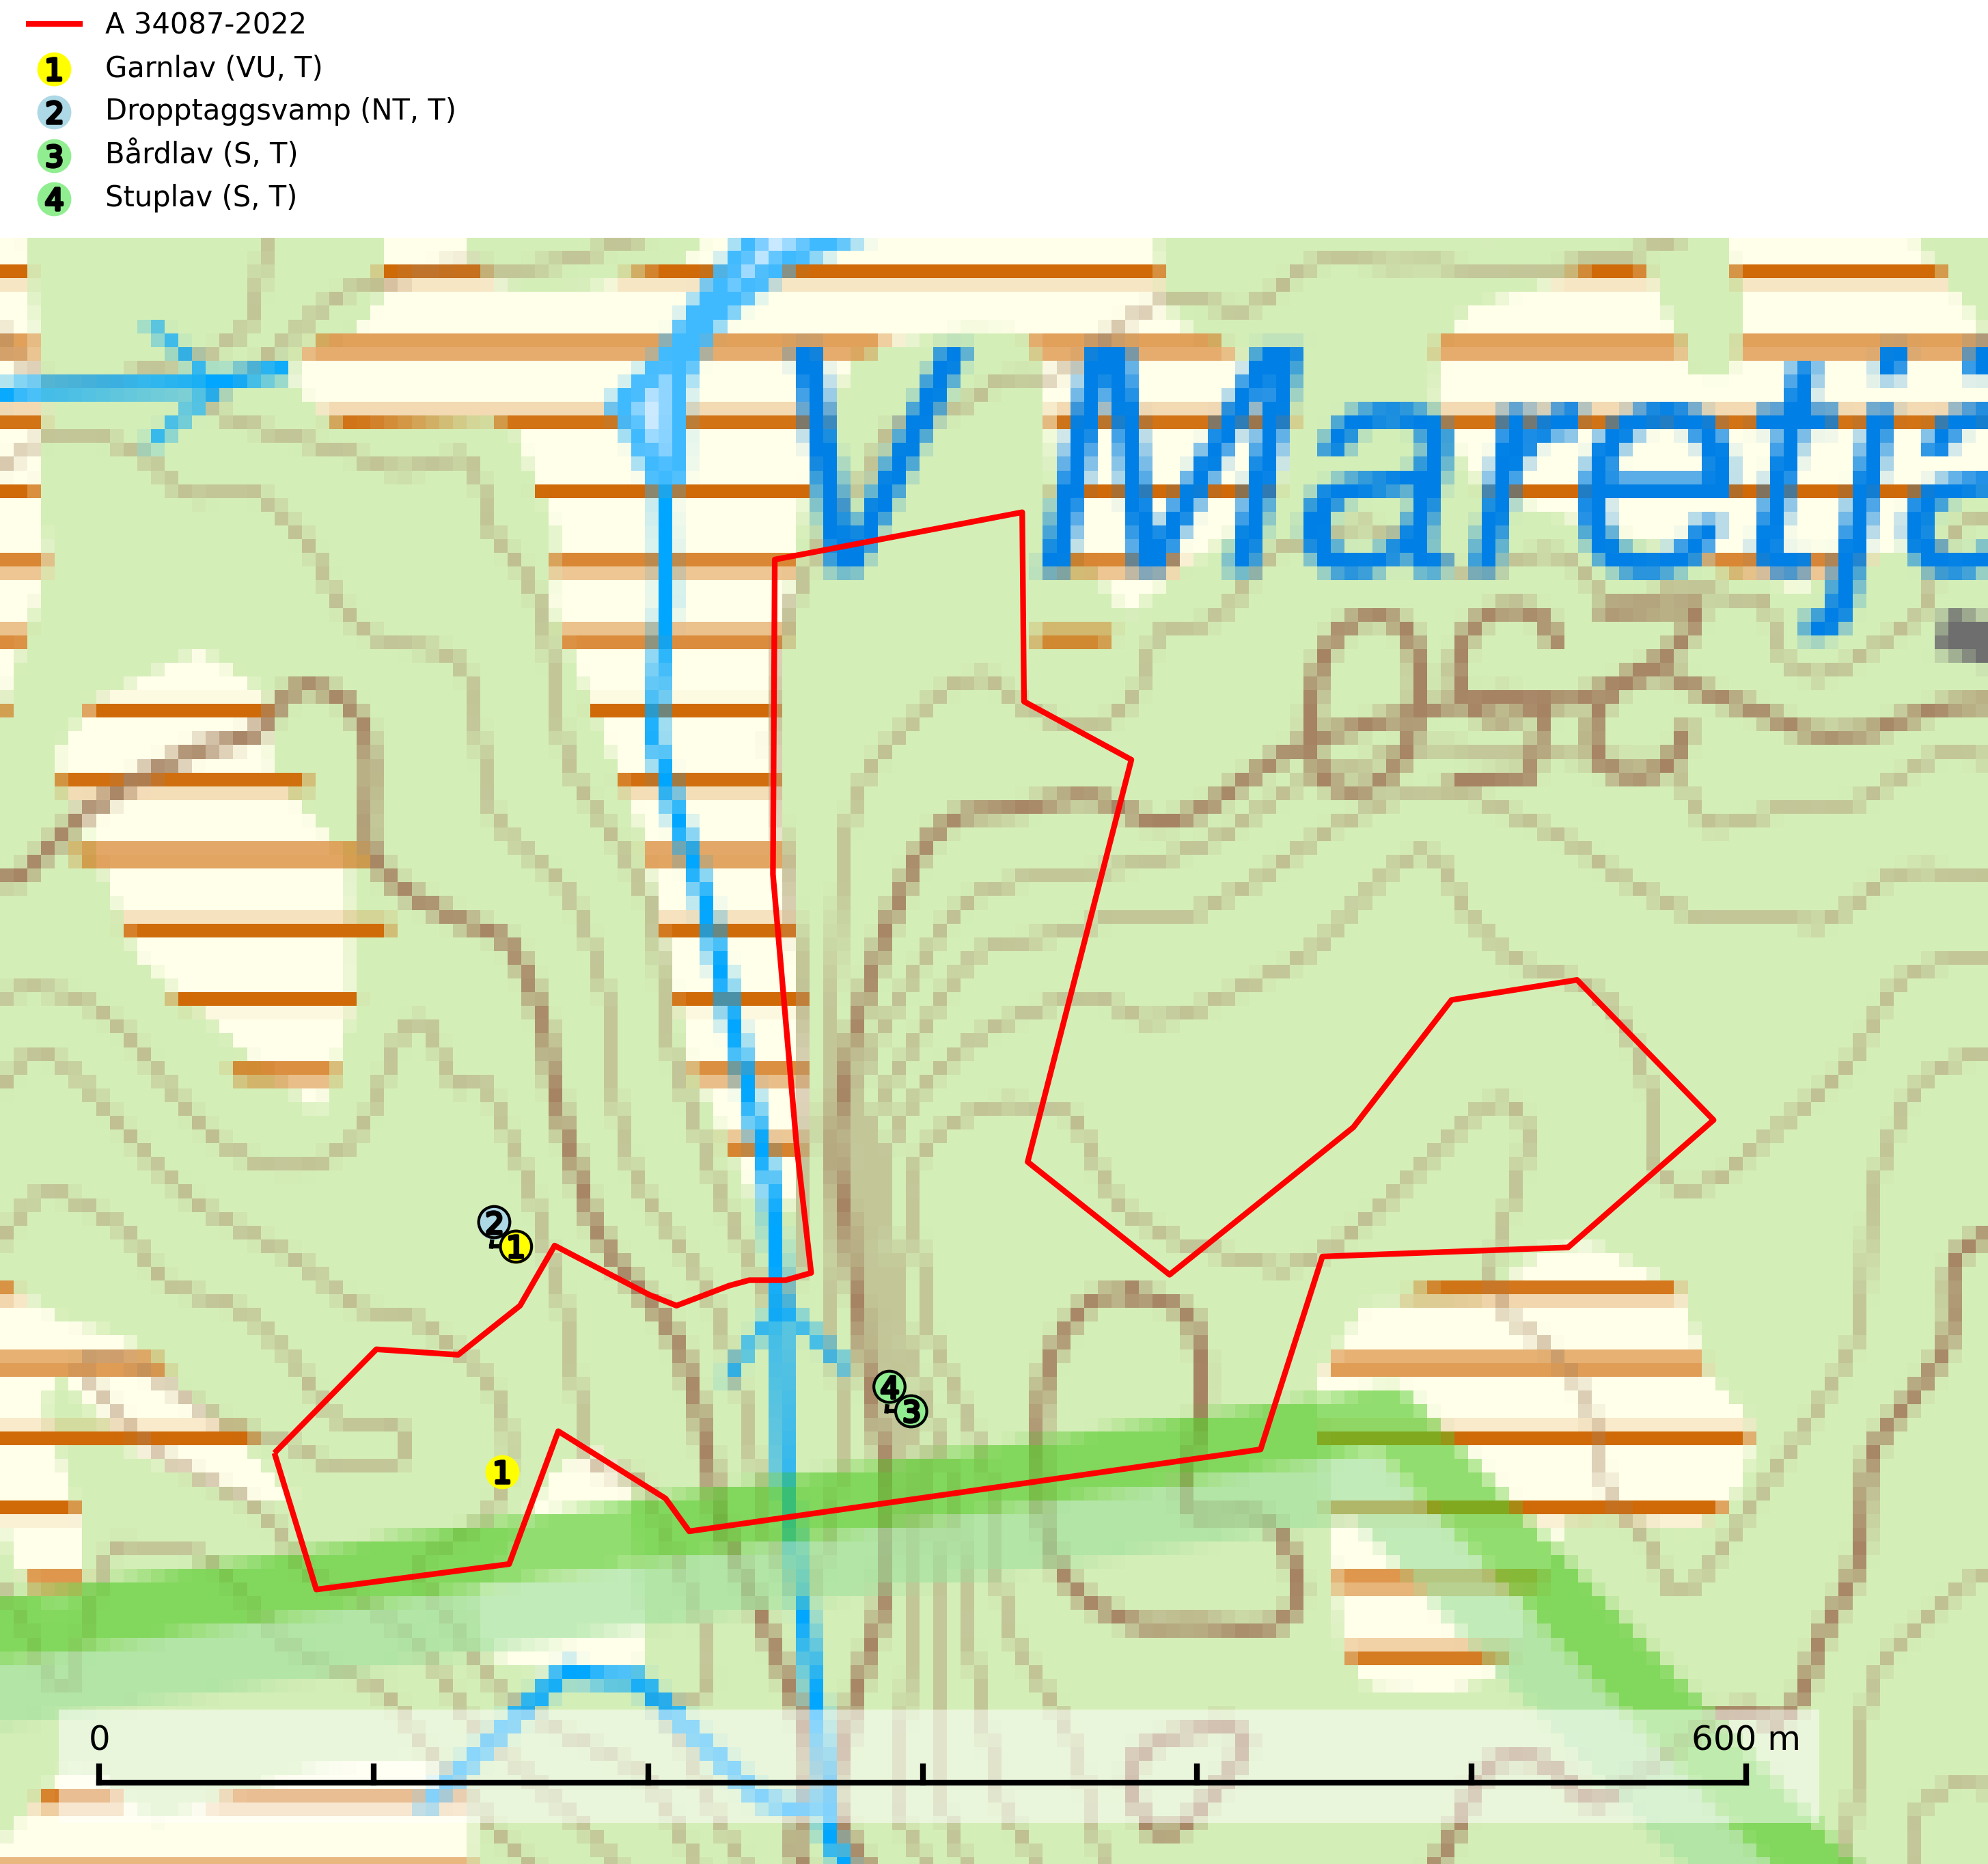 A 34087-2022
1 Garnlav (VU, T)
2 Dropptaggsvamp (NT, T)
3 Bårdlav (S, T)
4 Stuplav (S, T)
V Maretj
2
1
4
3
1
0 600 m